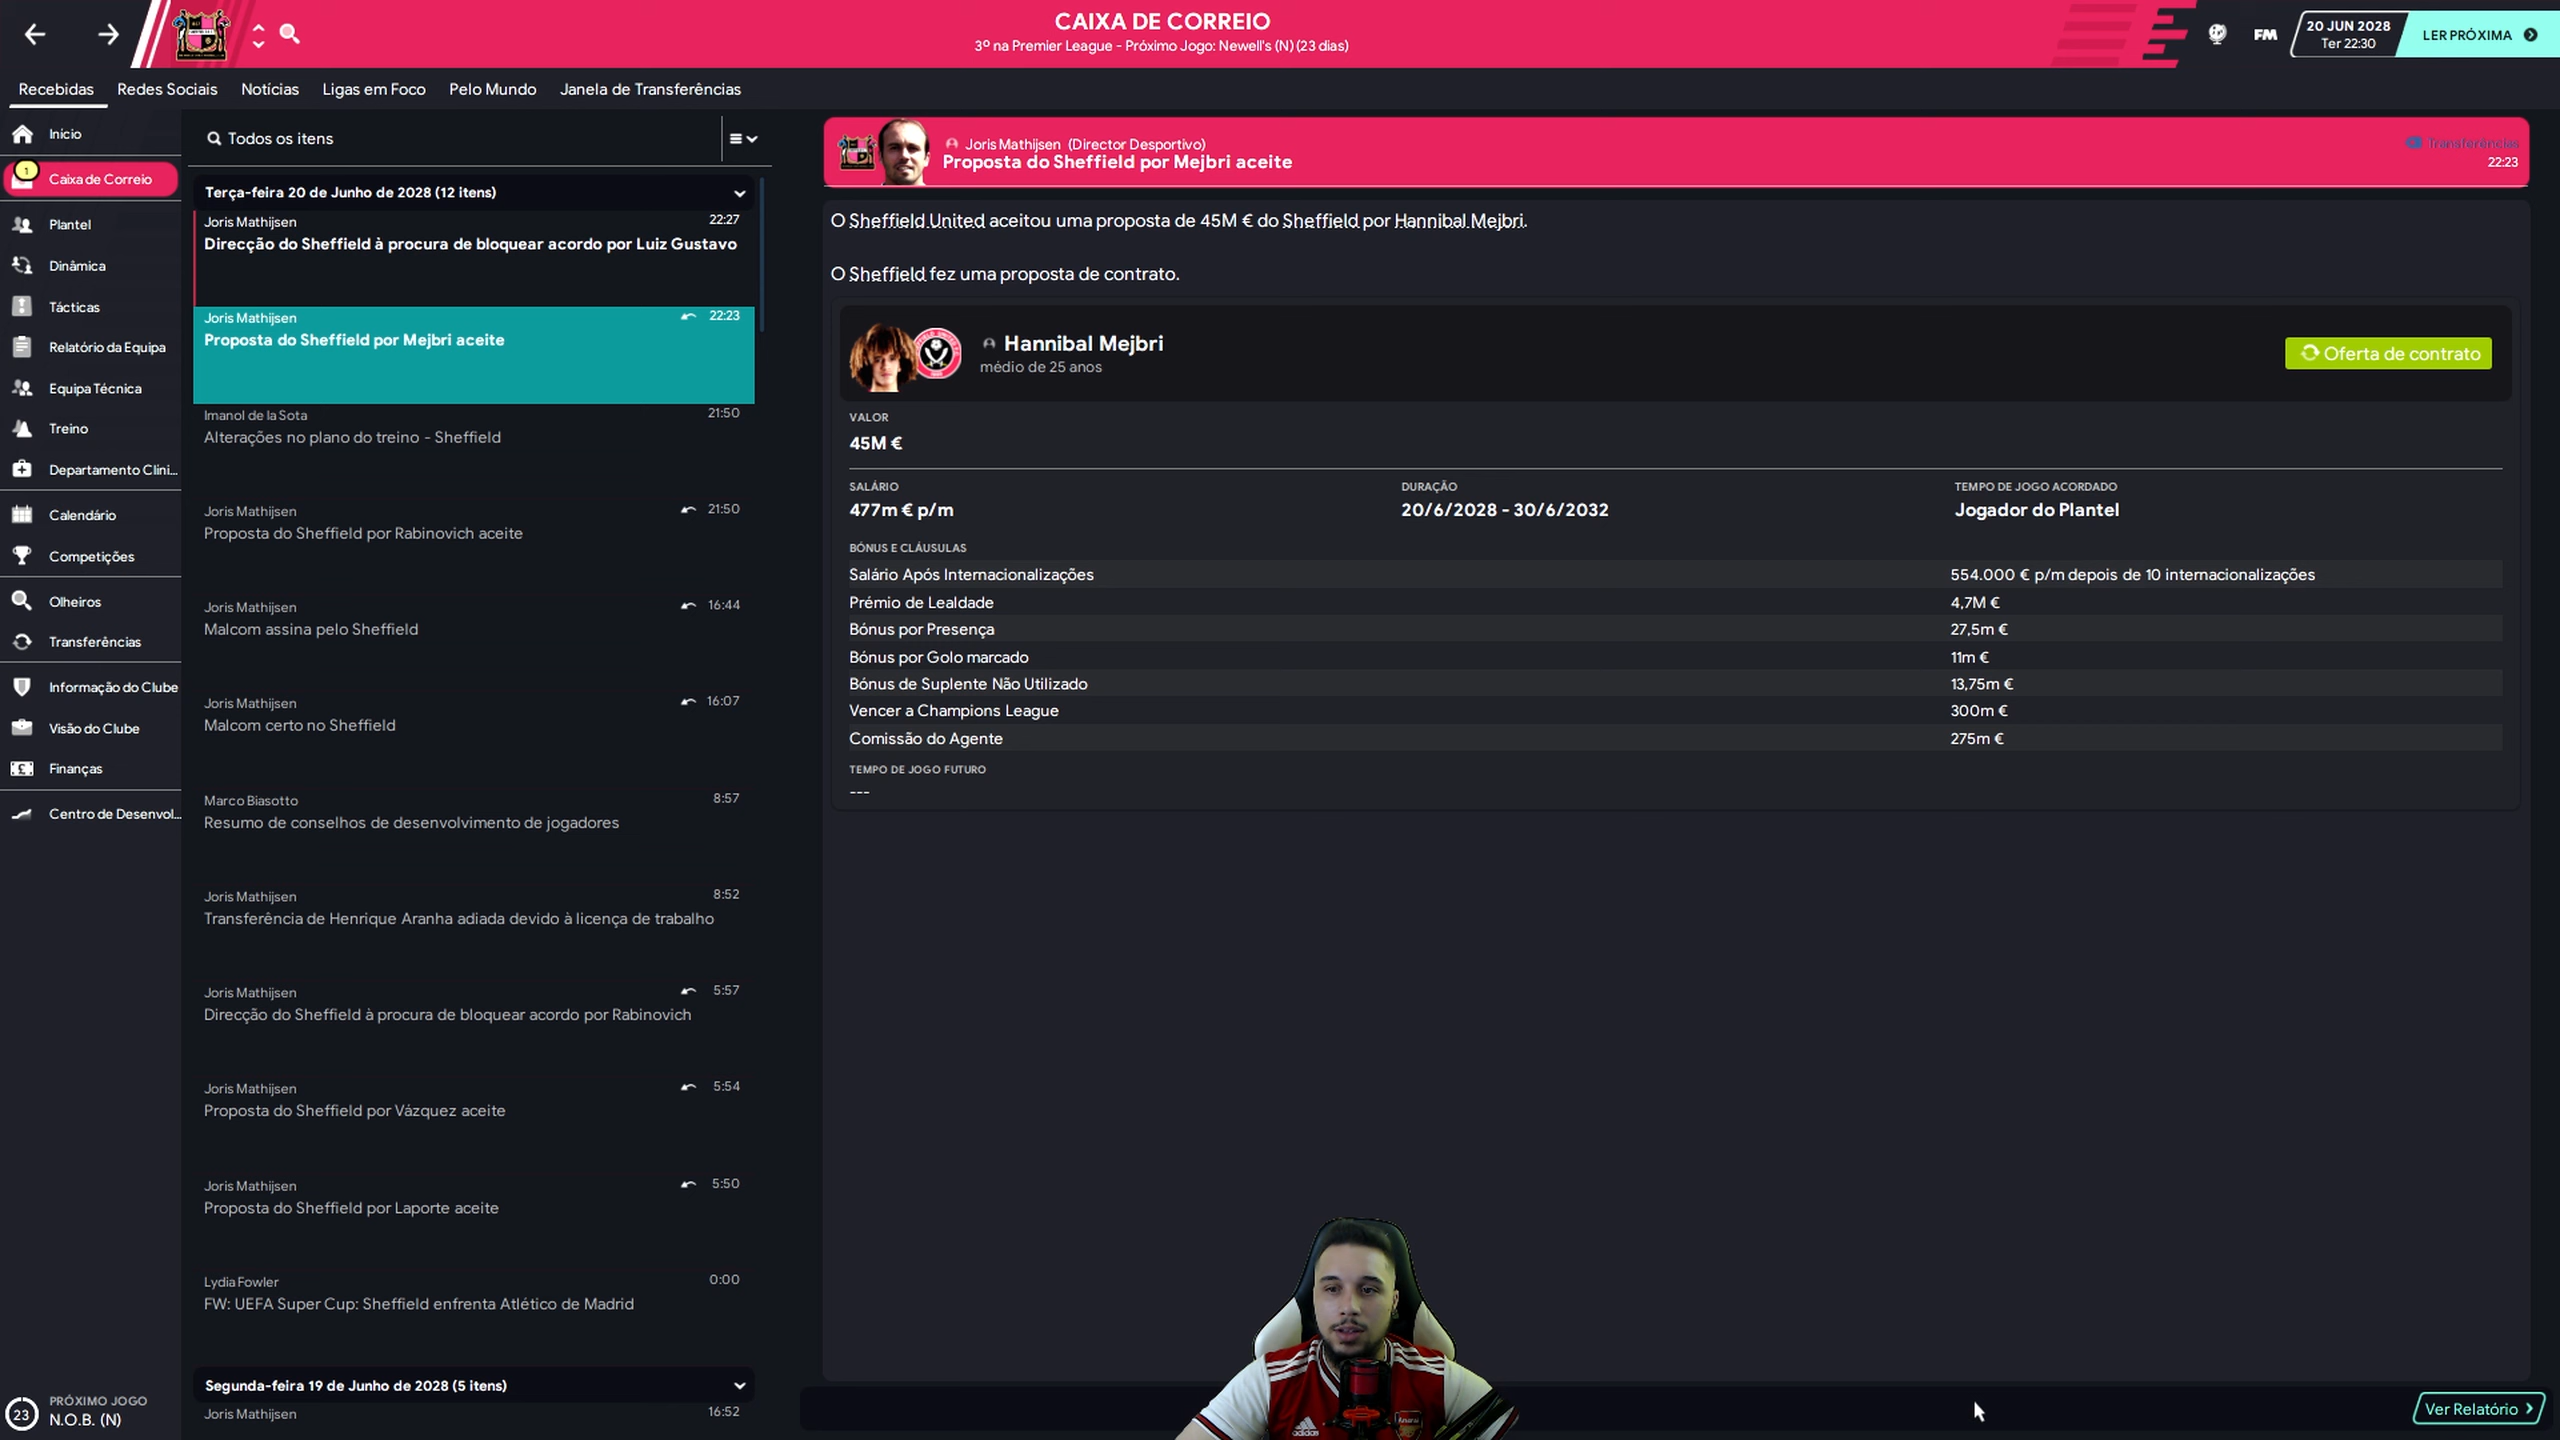 CAIXA DE CORREIO
3º na Premier League - Próximo Jogo: Newell's (N) (23 dias)
FM
20 JUN 2028
Ter 22:30
LER PRÓXIMA
Recebidas
Redes Sociais
Notícias
Ligas em Foco
Pelo Mundo
Janela de Transferências
Início
1
Caixa de Correio
Plantel
Dinâmica
Tácticas
Relatório da Equipa
Equipa Técnica
Treino
Departamento Clíni...
Calendário
Competições
Olheiros
Transferências
Informação do Clube
Visão do Clube
Finanças
Centro de Desenvol...
23
PRÓXIMO JOGO
N.O.B. (N)
Todos os itens
Terça-feira 20 de Junho de 2028 (12 itens)
Joris Mathijsen 22:27
Direcção do Sheffield à procura de bloquear acordo por Luiz Gustavo
Joris Mathijsen 22:23
Proposta do Sheffield por Mejbri aceite
Imanol de la Sota 21:50
Alterações no plano do treino - Sheffield
Joris Mathijsen 21:50
Proposta do Sheffield por Rabinovich aceite
Joris Mathijsen 16:44
Malcom assina pelo Sheffield
Joris Mathijsen 16:07
Malcom certo no Sheffield
Marco Biasotto 8:57
Resumo de conselhos de desenvolvimento de jogadores
Joris Mathijsen 8:52
Transferência de Henrique Aranha adiada devido à licença de trabalho
Joris Mathijsen 5:57
Direcção do Sheffield à procura de bloquear acordo por Rabinovich
Joris Mathijsen 5:54
Proposta do Sheffield por Vázquez aceite
Joris Mathijsen 5:50
Proposta do Sheffield por Laporte aceite
Lydia Fowler 0:00
FW: UEFA Super Cup: Sheffield enfrenta Atlético de Madrid
Segunda-feira 19 de Junho de 2028 (5 itens)
Joris Mathijsen 16:52
Joris Mathijsen (Director Desportivo)
Proposta do Sheffield por Mejbri aceite
Transferências
22:23
O Sheffield United aceitou uma proposta de 45M € do Sheffield por Hannibal Mejbri.
O Sheffield fez uma proposta de contrato.
Hannibal Mejbri
médio de 25 anos
Oferta de contrato
VALOR
45M €
SALÁRIO
477m € p/m
DURAÇÃO
20/6/2028 - 30/6/2032
TEMPO DE JOGO ACORDADO
Jogador do Plantel
BÓNUS E CLÁUSULAS
Salário Após Internacionalizações 554.000 € p/m depois de 10 internacionalizações
Prémio de Lealdade 4,7M €
Bónus por Presença 27,5m €
Bónus por Golo marcado 11m €
Bónus de Suplente Não Utilizado 13,75m €
Vencer a Champions League 300m €
Comissão do Agente 275m €
TEMPO DE JOGO FUTURO
---
adidas
Arsenal
Ver Relatório